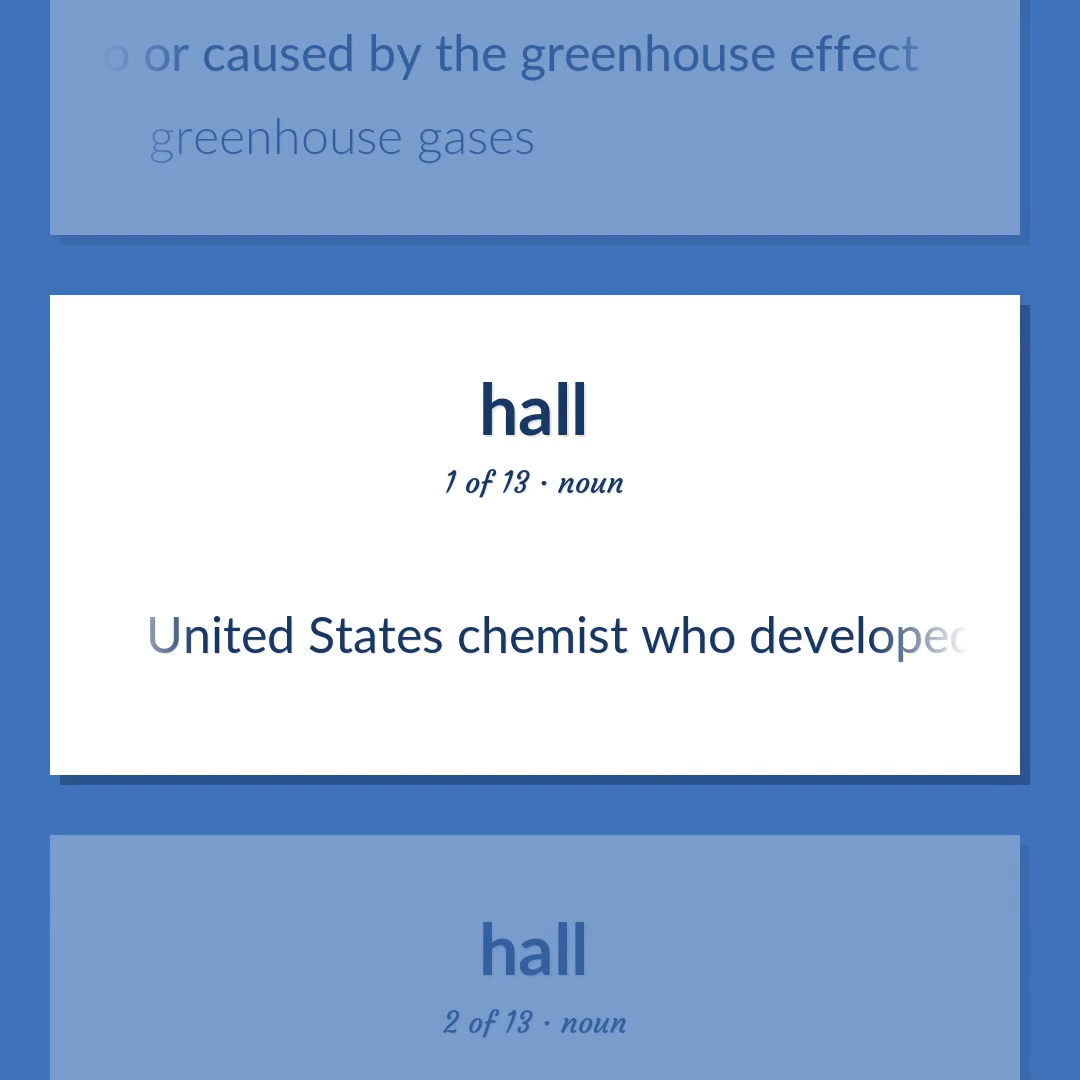 or caused by the greenhouse effect
greenhouse gases
hall
1 of 13 · noun
United States chemist who developed
hall
2 of 13 · noun